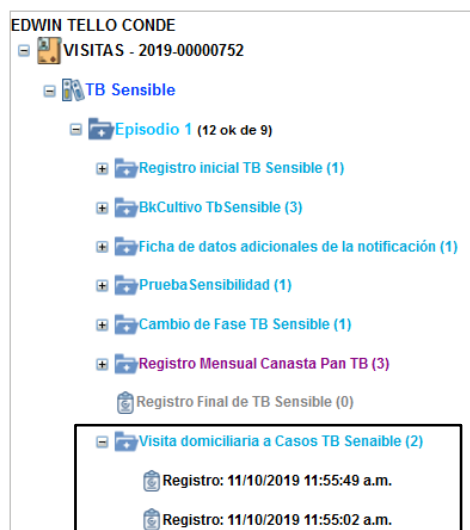 EDWIN TELLO CONDE
VISITAS - 2019-00000752
TB Sensible
Episodio 1 (12 ok de 9)
Registro inicial TB Sensible (1)
BkCultivo TbSensible (3)
Ficha de datos adicionales de la notificación (1)
PruebaSensibilidad (1)
Cambio de Fase TB Sensible (1)
Registro Mensual Canasta Pan TB (3)
Registro Final de TB Sensible (0)
Visita domiciliaria a Casos TB Senaible (2)
Registro: 11/10/2019 11:55:49 a.m.
Registro: 11/10/2019 11:55:02 a.m.